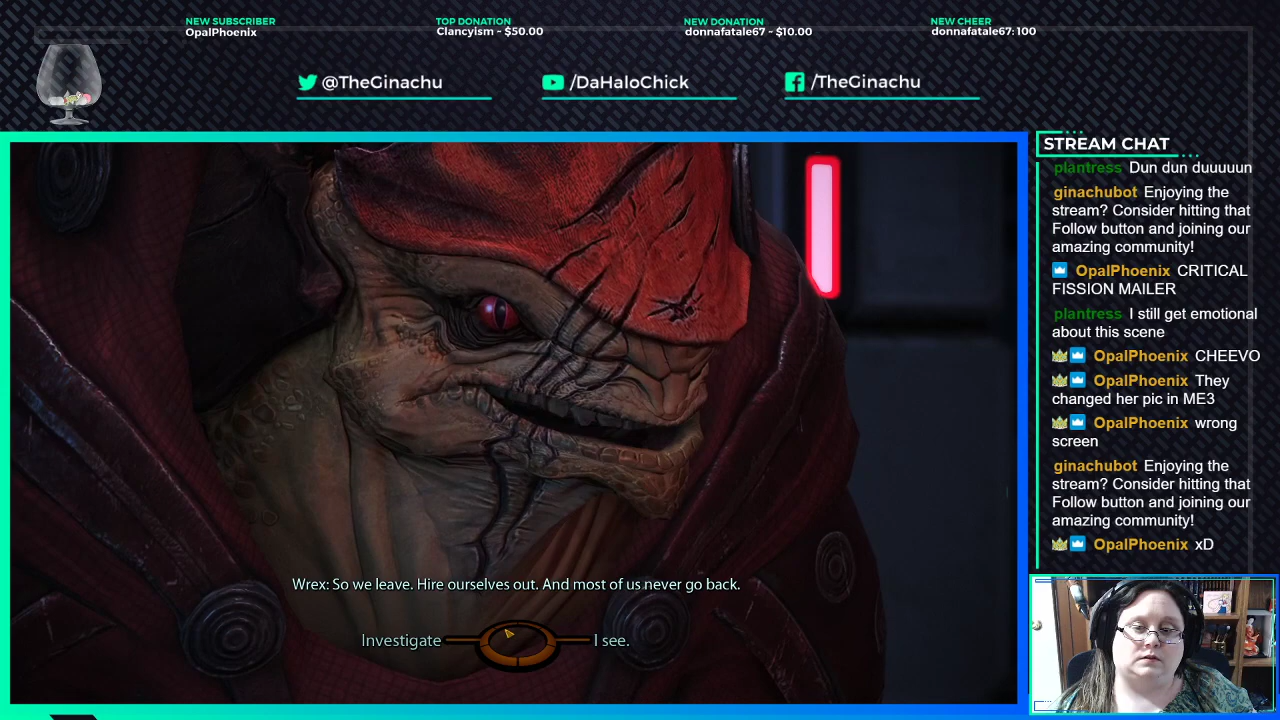 NEW SUBSCRIBER
OpalPhoenix
TOP DONATION
Clancyism - $50.00
NEW DONATION
donnafatale67 - $10.00
NEW CHEER
donnafatale67: 100
@TheGinachu
/DaHaloChick
/TheGinachu
STREAM CHAT
plantress Dun dun duuuuun
ginachubot Enjoying the
stream? Consider hitting that
Follow button and joining our
amazing community!
OpalPhoenix CRITICAL
FISSION MAILER
plantress I still get emotional
about this scene
OpalPhoenix CHEEVO
OpalPhoenix They
changed her pic in ME3
OpalPhoenix wrong
screen
ginachubot Enjoying the
stream? Consider hitting that
Follow button and joining our
amazing community!
OpalPhoenix xD
Wrex: So we leave. Hire ourselves out. And most of us never go back.
Investigate
I see.